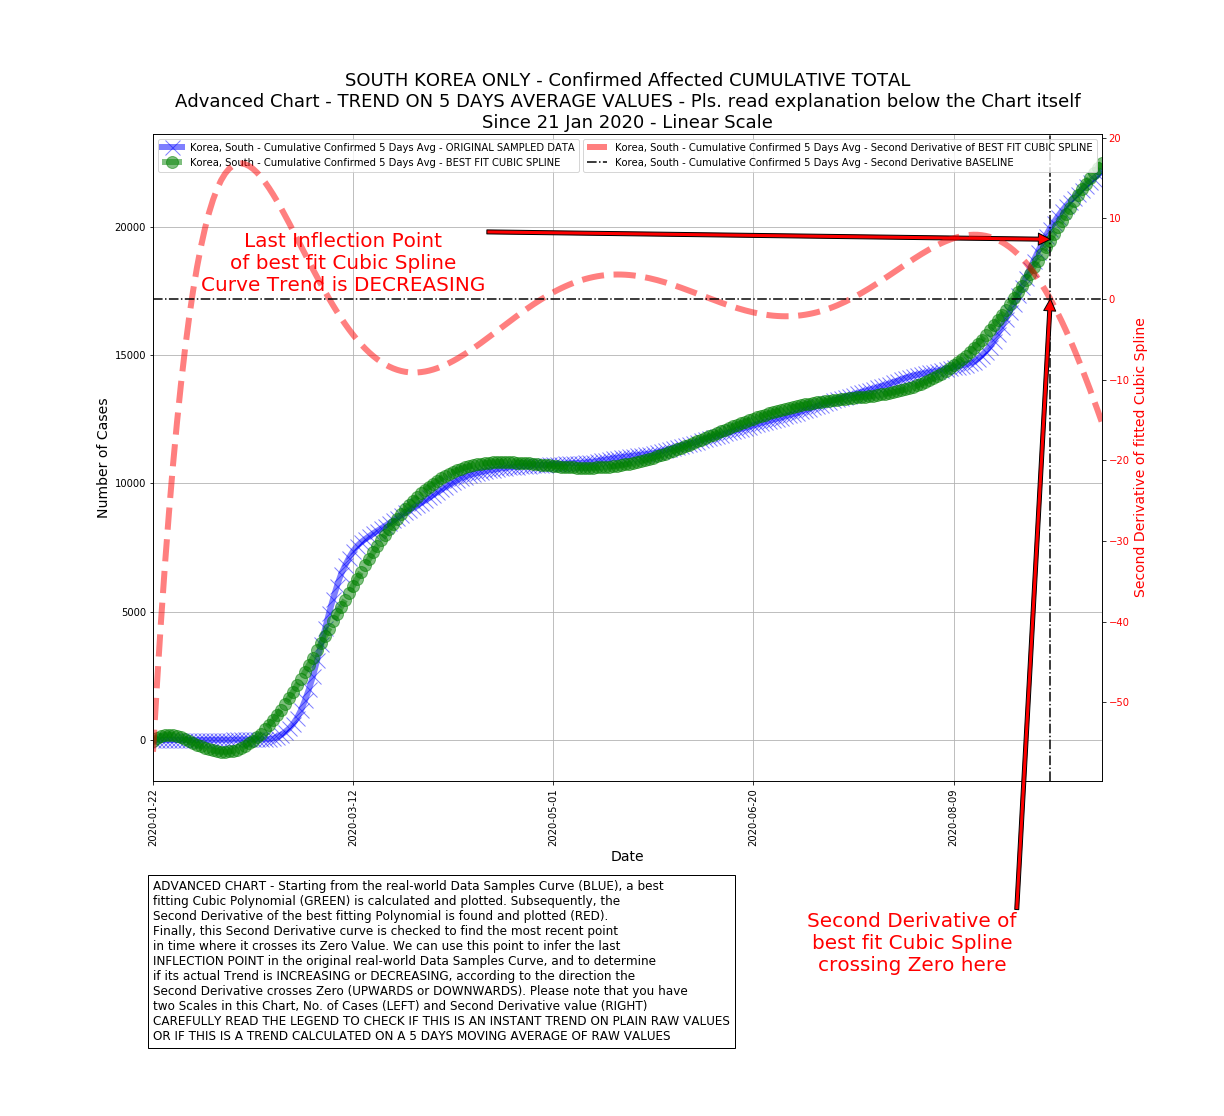 SOUTH KOREA ONLY - Confirmed Affected CUMULATIVE TOTAL
Advanced Chart - TREND ON 5 DAYS AVERAGE VALUES - Pls. read explanation below the Chart itself
Since 21 Jan 2020 - Linear Scale
Korea, South - Cumulative Confirmed 5 Days Avg - ORIGINAL SAMPLED DATA
Korea, South - Cumulative Confirmed 5 Days Avg - BEST FIT CUBIC SPLINE
Korea, South - Cumulative Confirmed 5 Days Avg - Second Derivative of BEST FIT CUBIC SPLINE
Korea, South - Cumulative Confirmed 5 Days Avg - Second Derivative BASELINE
Last Inflection Point
of best fit Cubic Spline
Curve Trend is DECREASING
Number of Cases
20000
15000
10000
5000
0
20
10
0
−10
−20
−30
−40
−50
Second Derivative of fitted Cubic Spline
2020-01-22
2020-03-12
2020-05-01
2020-06-20
2020-08-09
Date
Second Derivative of
best fit Cubic Spline
crossing Zero here
ADVANCED CHART - Starting from the real-world Data Samples Curve (BLUE), a best
fitting Cubic Polynomial (GREEN) is calculated and plotted. Subsequently, the
Second Derivative of the best fitting Polynomial is found and plotted (RED).
Finally, this Second Derivative curve is checked to find the most recent point
in time where it crosses its Zero Value. We can use this point to infer the last
INFLECTION POINT in the original real-world Data Samples Curve, and to determine
if its actual Trend is INCREASING or DECREASING, according to the direction the
Second Derivative crosses Zero (UPWARDS or DOWNWARDS). Please note that you have
two Scales in this Chart, No. of Cases (LEFT) and Second Derivative value (RIGHT)
CAREFULLY READ THE LEGEND TO CHECK IF THIS IS AN INSTANT TREND ON PLAIN RAW VALUES
OR IF THIS IS A TREND CALCULATED ON A 5 DAYS MOVING AVERAGE OF RAW VALUES